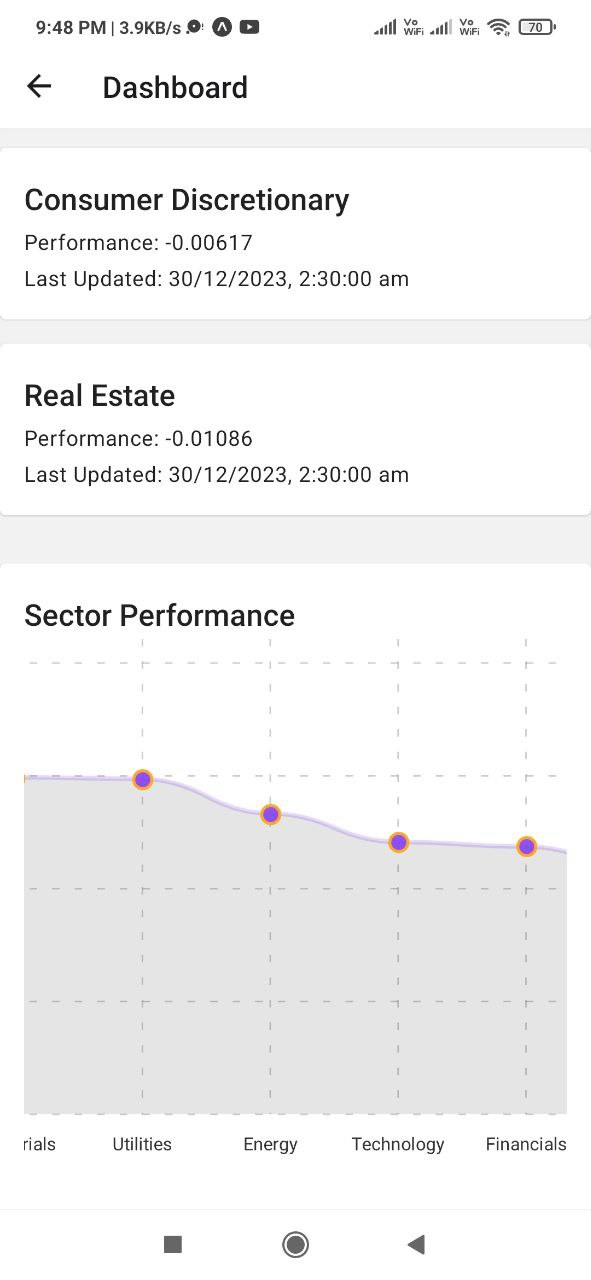 9:48 PM | 3.9KB/s
Vo WiFi
Vo WiFi
70
Dashboard
Consumer Discretionary
Performance: -0.00617
Last Updated: 30/12/2023, 2:30:00 am
Real Estate
Performance: -0.01086
Last Updated: 30/12/2023, 2:30:00 am
Sector Performance
rials Utilities Energy Technology Financials